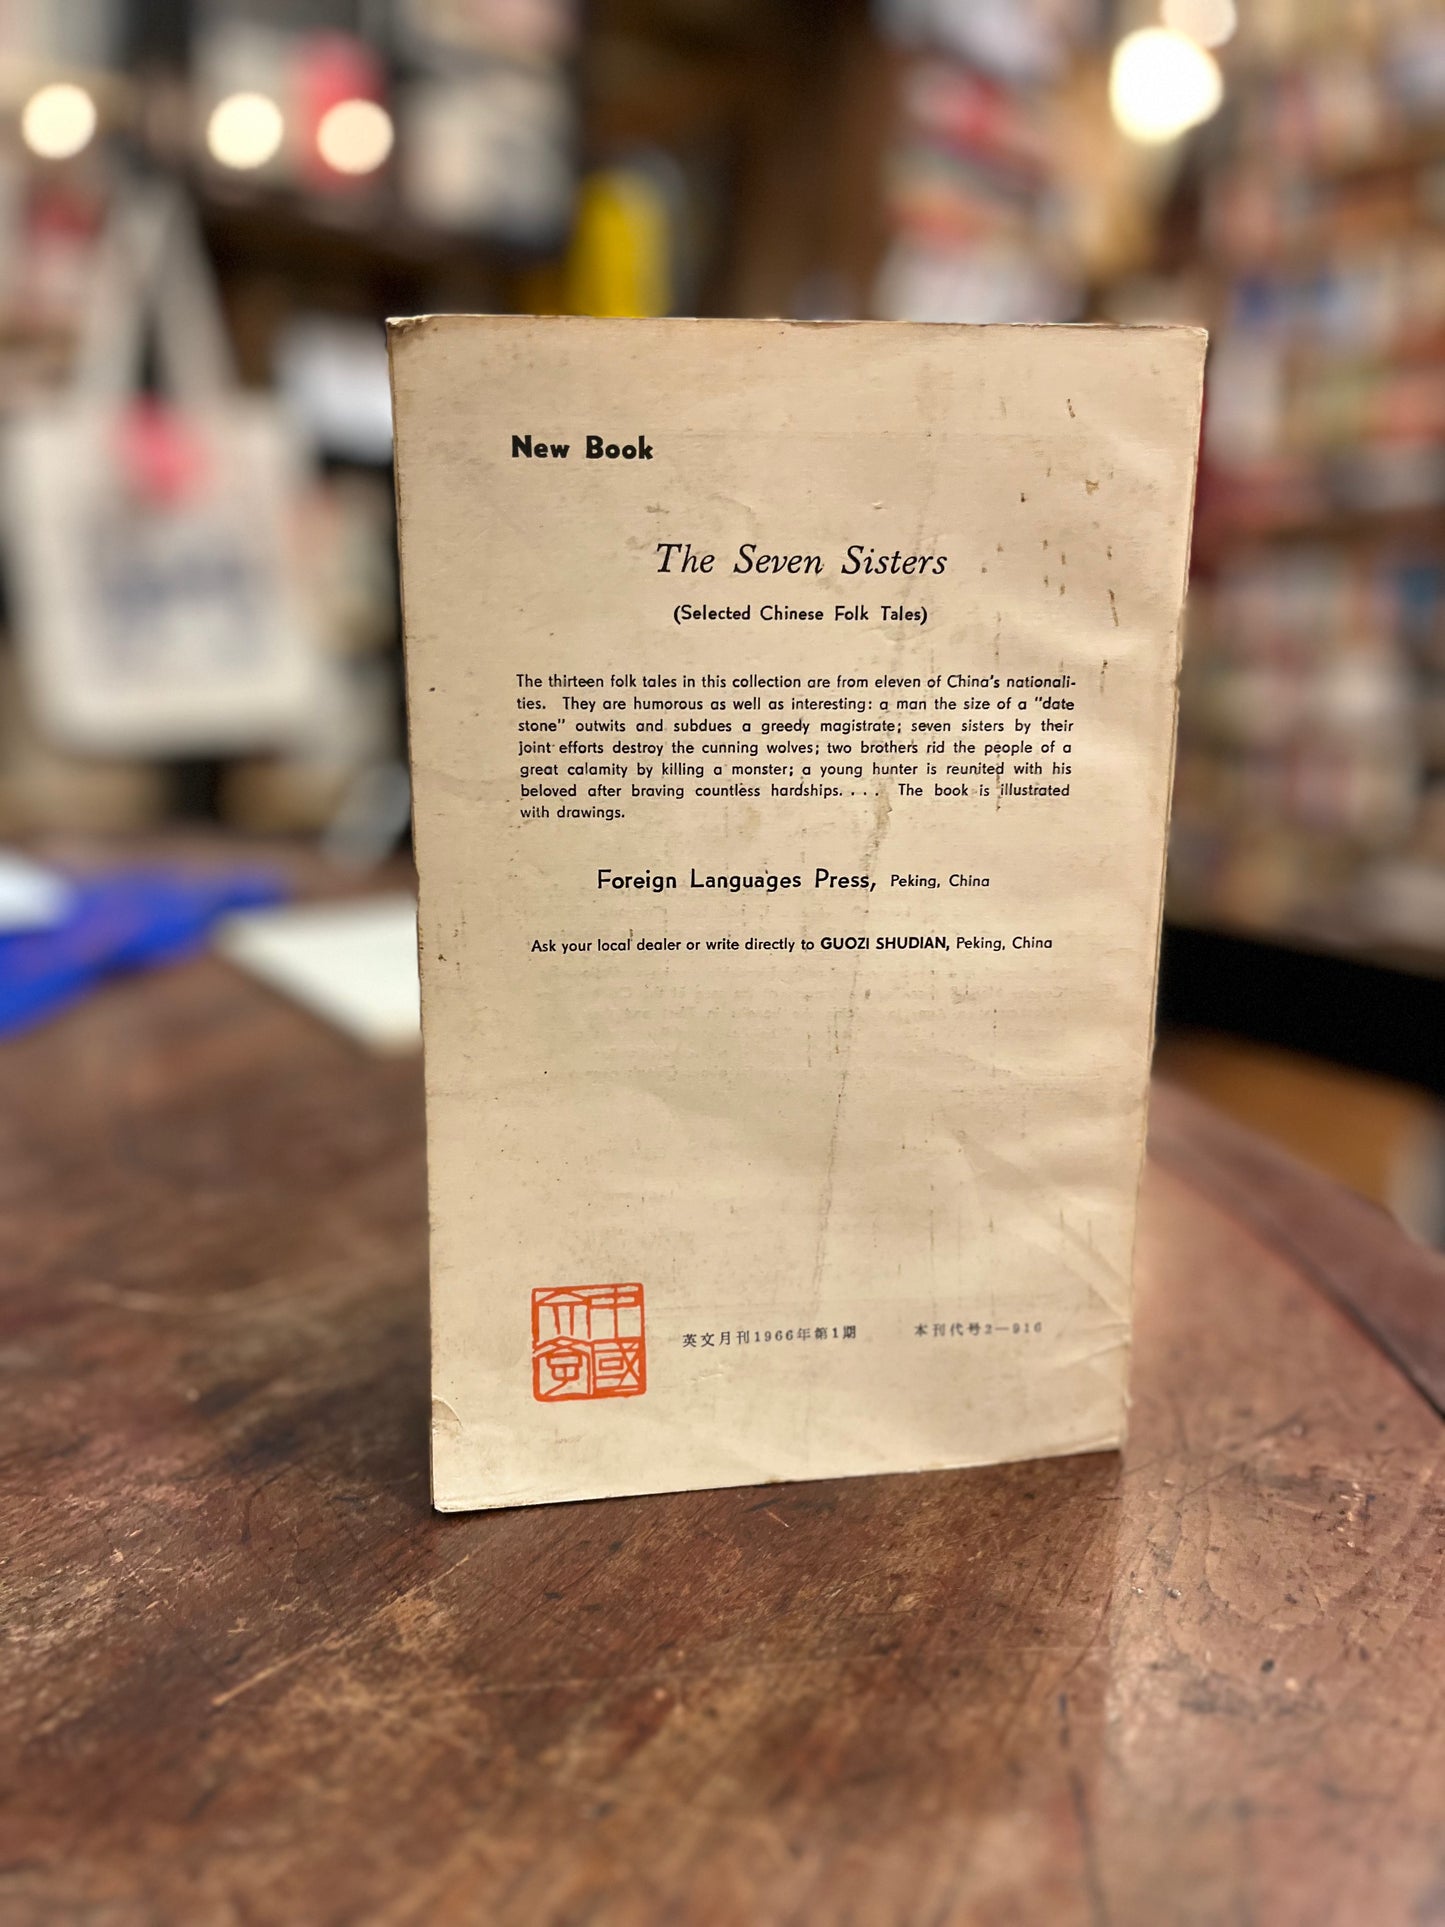 New Book
The Seven Sisters
(Selected Chinese Folk Tales)
The thirteen folk tales in this collection are from eleven of China's nationali-
ties. They are humorous as well as interesting: a man the size of a "date
stone" outwits and subdues a greedy magistrate; seven sisters by their
joint efforts destroy the cunning wolves; two brothers rid the people of a
great calamity by killing a monster; a young hunter is reunited with his
beloved after braving countless hardships. . . . The book is illustrated
with drawings.
Foreign Languages Press, Peking, China
Ask your local dealer or write directly to GUOZI SHUDIAN, Peking, China
英文月刊1966年第1期 本刊代号2—916